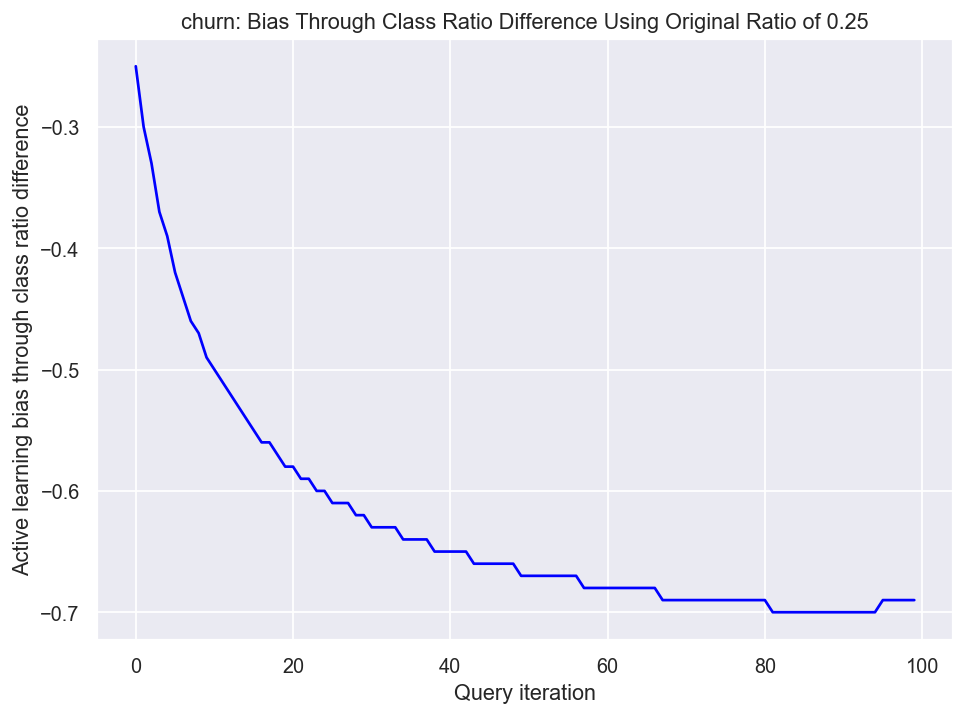 churn: Bias Through Class Ratio Difference Using Original Ratio of 0.25
Active learning bias through class ratio difference
−0.3
−0.4
−0.5
−0.6
−0.7
0 20 40 60 80 100
Query iteration